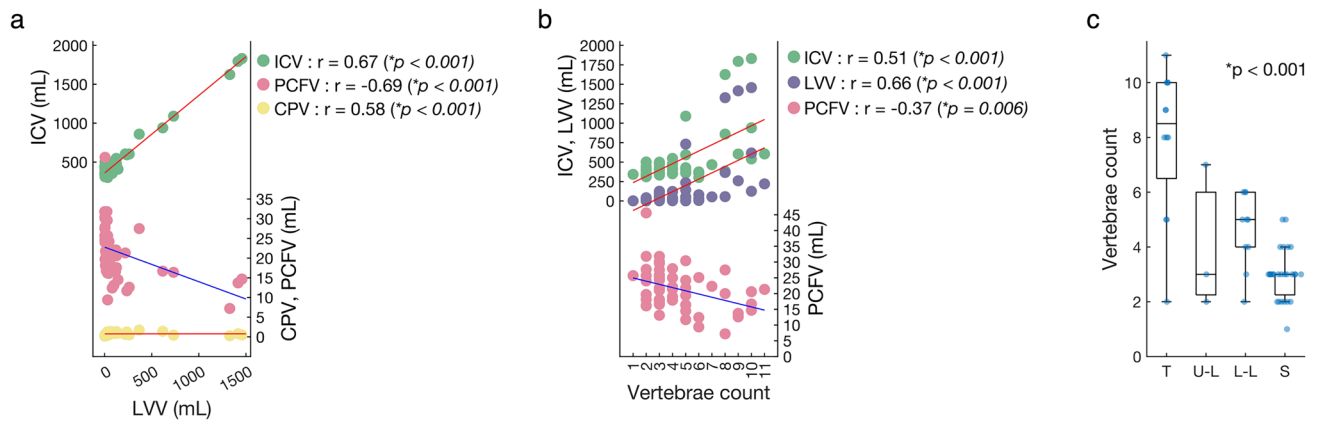 a
ICV (mL)
2000
1500
1000
500
35
30
25
20
15
10
5
0
CPV, PCFV (mL)
0
500
1000
1500
LVV (mL)
ICV : r = 0.67 (*p < 0.001)
PCFV : r = -0.69 (*p < 0.001)
CPV : r = 0.58 (*p < 0.001)
b
ICV, LVV (mL)
2000
1750
1500
1250
1000
750
500
250
0
45
40
35
30
25
20
15
10
5
0
PCFV (mL)
1
2
3
4
5
6
7
8
9
10
11
Vertebrae count
ICV : r = 0.51 (*p < 0.001)
LVV : r = 0.66 (*p < 0.001)
PCFV : r = -0.37 (*p = 0.006)
c
Vertebrae count
10
8
6
4
2
0
T
U-L
L-L
S
*p < 0.001